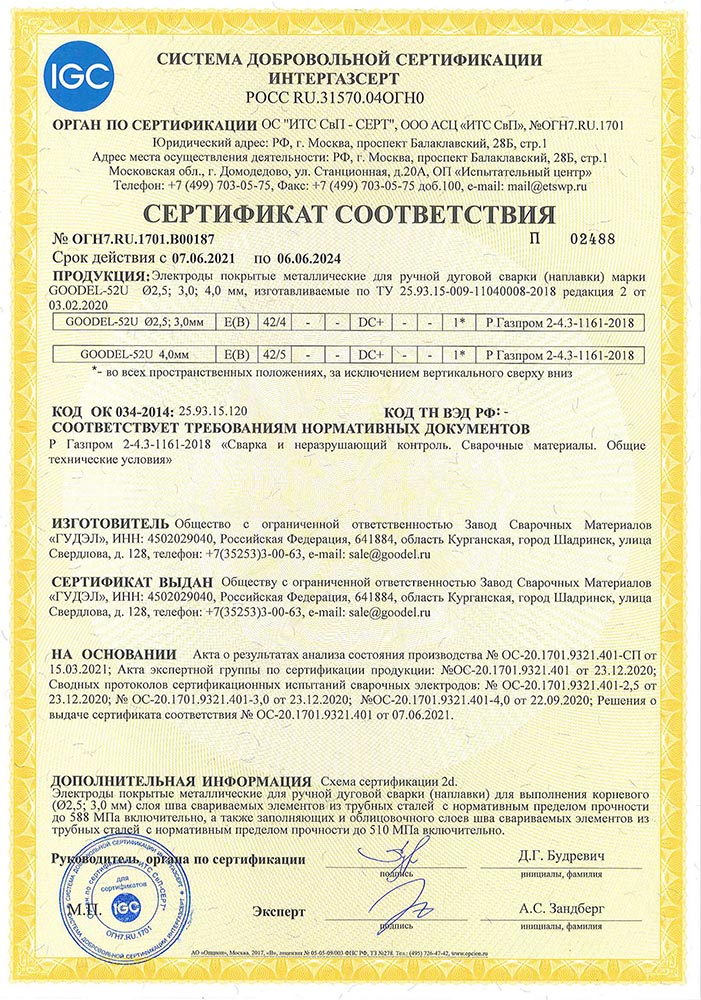 IGC
СИСТЕМА ДОБРОВОЛЬНОЙ СЕРТИФИКАЦИИ
ИНТЕРГАЗСЕРТ
РОСС RU.31570.04ОГН0
ОРГАН ПО СЕРТИФИКАЦИИ ОС "ИТС СвП - СЕРТ", ООО АСЦ «ИТС СвП», №ОГН7.RU.1701
Юридический адрес: РФ, г. Москва, проспект Балаклавский, 28Б, стр.1
Адрес места осуществления деятельности: РФ, г. Москва, проспект Балаклавский, 28Б, стр.1
Московская обл., г. Домодедово, ул. Станционная, д.20А, ОП «Испытательный центр»
Телефон: +7 (499) 703-05-75, Факс: +7 (499) 703-05-75 доб.100, e-mail: mail@etswp.ru
СЕРТИФИКАТ СООТВЕТСТВИЯ
№ ОГН7.RU.1701.В00187 П 02488
Срок действия с 07.06.2021 по 06.06.2024
ПРОДУКЦИЯ: Электроды покрытые металлические для ручной дуговой сварки (наплавки) марки
GOODEL-52U Ø2,5; 3,0; 4,0 мм, изготавливаемые по ТУ 25.93.15-009-11040008-2018 редакция 2 от
03.02.2020
GOODEL-52U Ø2,5; 3,0мм Е(В) 42/4 - - DC+ - - 1* Р Газпром 2-4.3-1161-2018
GOODEL-52U 4,0мм Е(В) 42/5 - - DC+ - - 1* Р Газпром 2-4.3-1161-2018
*- во всех пространственных положениях, за исключением вертикального сверху вниз
КОД ОК 034-2014: 25.93.15.120 КОД ТН ВЭД РФ: -
СООТВЕТСТВУЕТ ТРЕБОВАНИЯМ НОРМАТИВНЫХ ДОКУМЕНТОВ
Р Газпром 2-4.3-1161-2018 «Сварка и неразрушающий контроль. Сварочные материалы. Общие
технические условия»
ИЗГОТОВИТЕЛЬ Общество с ограниченной ответственностью Завод Сварочных Материалов
«ГУДЭЛ», ИНН: 4502029040, Российская Федерация, 641884, область Курганская, город Шадринск, улица
Свердлова, д. 128, телефон: +7(35253)3-00-63, e-mail: sale@goodel.ru
СЕРТИФИКАТ ВЫДАН Обществу с ограниченной ответственностью Завод Сварочных Материалов
«ГУДЭЛ», ИНН: 4502029040, Российская Федерация, 641884, область Курганская, город Шадринск, улица
Свердлова, д. 128, телефон: +7(35253)3-00-63, e-mail: sale@goodel.ru
НА ОСНОВАНИИ Акта о результатах анализа состояния производства № ОС-20.1701.9321.401-СП от
15.03.2021; Акта экспертной группы по сертификации продукции: №ОС-20.1701.9321.401 от 23.12.2020;
Сводных протоколов сертификационных испытаний сварочных электродов: № ОС-20.1701.9321.401-2,5 от
23.12.2020; № ОС-20.1701.9321.401-3,0 от 23.12.2020; №ОС-20.1701.9321.401-4,0 от 22.09.2020; Решения о
выдаче сертификата соответствия № ОС-20.1701.9321.401 от 07.06.2021.
ДОПОЛНИТЕЛЬНАЯ ИНФОРМАЦИЯ Схема сертификации 2d.
Электроды покрытые металлические для ручной дуговой сварки (наплавки) для выполнения корневого
(Ø2,5; 3,0 мм) слоя шва свариваемых элементов из трубных сталей с нормативным пределом прочности
до 588 МПа включительно, а также заполняющих и облицовочного слоев шва свариваемых элементов из
трубных сталей с нормативным пределом прочности до 510 МПа включительно.
Руководитель органа по сертификации Д.Г. Будревич
подпись инициалы, фамилия
М.П. Эксперт А.С. Зандберг
подпись инициалы, фамилия
СИСТЕМА ДОБРОВОЛЬНОЙ СЕРТИФИКАЦИИ ИНТЕРГАЗСЕРТ
Орган по сертификации "ИТС СвП-СЕРТ"
для
сертификатов
IGC
ОГН7.RU.1701
АО «Опцион», Москва, 2017, «В», лицензия № 05-05-09/003 ФНС РФ, ТЗ №278. Тел.: (495) 726-47-42, www.opcion.ru